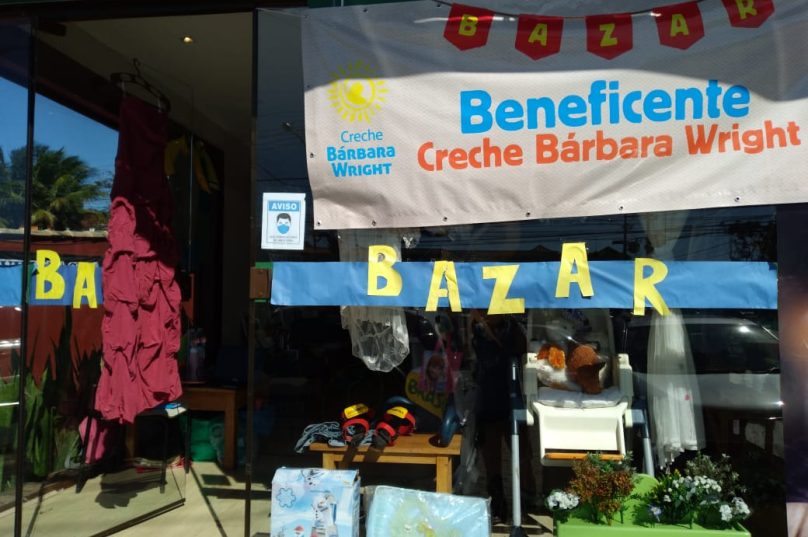 BAZAR
Beneficente
Creche Bárbara Wright
Creche
BÁRBARA
WRIGHT
AVISO
BA
BAZAR